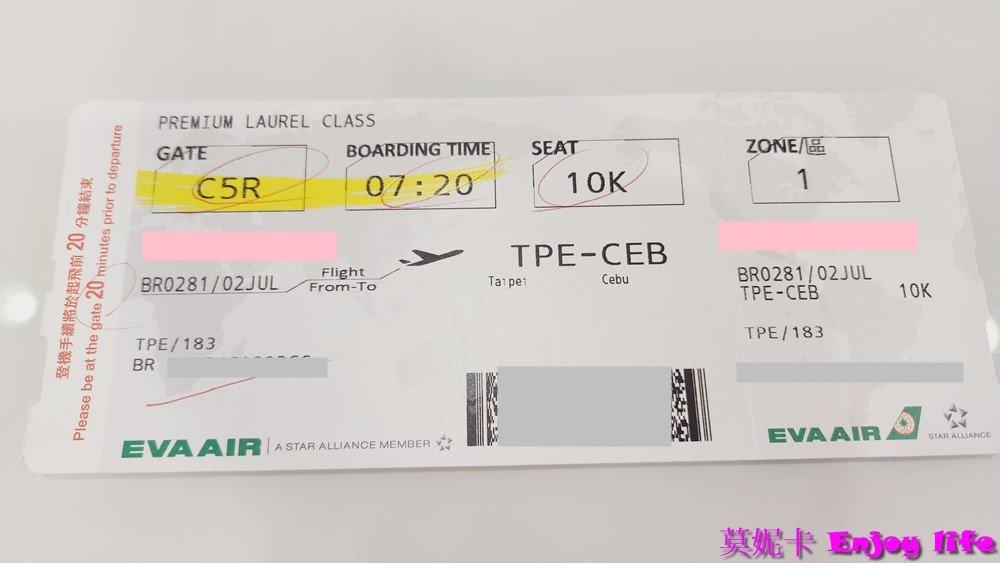 PREMIUM LAUREL CLASS
GATE
C5R
BOARDING TIME
07:20
SEAT
10K
ZONE/區
1
登機手續將於起飛前 20 分鐘結束
Please be at the gate 20 minutes prior to departure
BR0281/02JUL
Flight
From-To
TPE-CEB
Taipei
Cebu
TPE/183
BR
EVA AIR
A STAR ALLIANCE MEMBER
BR0281/02JUL
TPE-CEB 10K
TPE/183
EVA AIR
STAR ALLIANCE
莫妮卡 Enjoy life